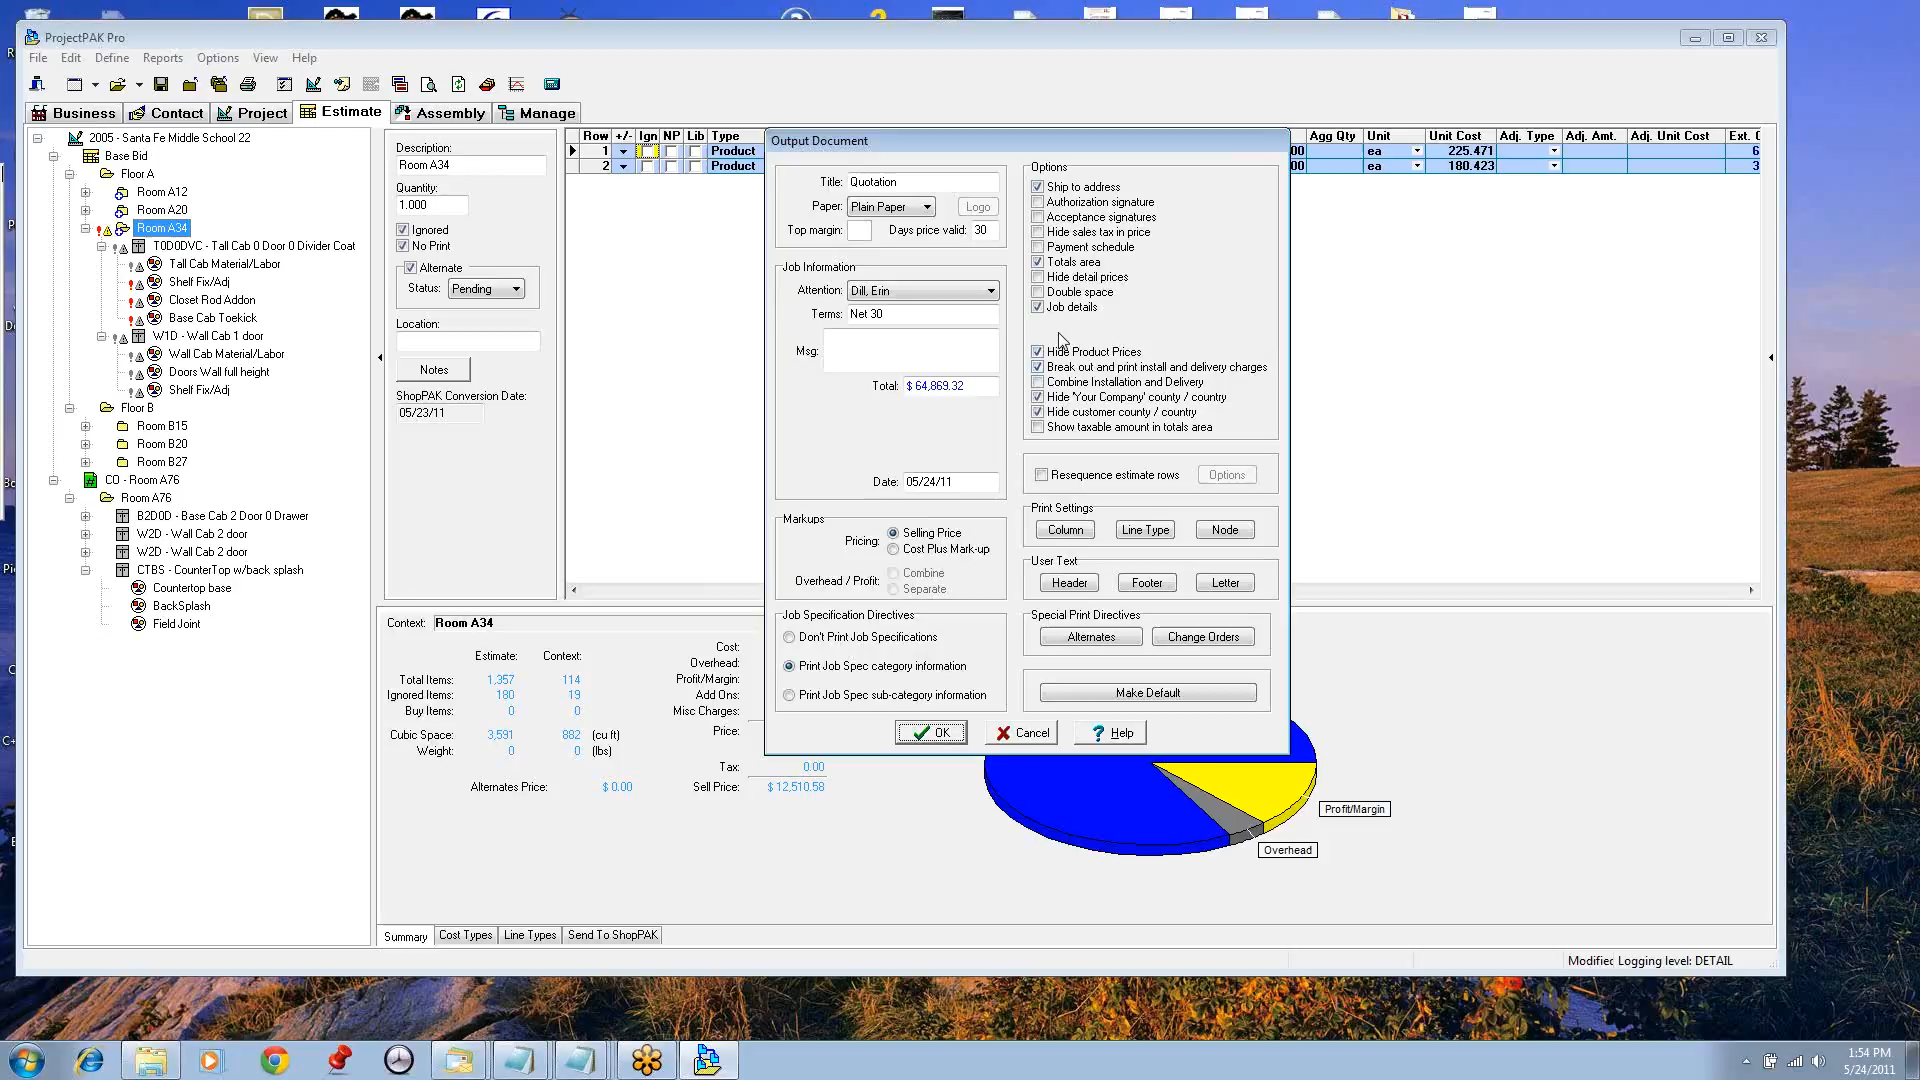 ProjectPAK Pro
File Edit Define Reports Options View Help
Business Contact Project Estimate Assembly Manage
2005 - Santa Fe Middle School 22
Base Bid
Floor A
Room A12
Room A20
Room A34
T0D0DVC - Tall Cab 0 Door 0 Divider Coat
Tall Cab Material/Labor
Shelf Fix/Adj
Closet Rod Addon
Base Cab Toekick
W1D - Wall Cab 1 door
Wall Cab Material/Labor
Doors Wall full height
Shelf Fix/Adj
Floor B
Room B15
Room B20
Room B27
CO - Room A76
Room A76
B2D0D - Base Cab 2 Door 0 Drawer
W2D - Wall Cab 2 door
W2D - Wall Cab 2 door
CTBS - CounterTop w/back splash
Countertop base
BackSplash
Field Joint
Description:
Room A34
Quantity:
1.000
Ignored
No Print
Alternate
Status: Pending
Location:
Notes
ShopPAK Conversion Date:
05/23/11
Row +/- Ign NP Lib Type
1 Product
2 Product
Agg Qty Unit Unit Cost Adj. Type Adj. Amt. Adj. Unit Cost Ext. C
00 ea 225.471 6
00 ea 180.423 3
Output Document
Title: Quotation
Paper: Plain Paper Logo
Top margin: Days price valid: 30
Job Information
Attention: Dill, Erin
Terms: Net 30
Msg:
Total: $ 64,869.32
Date: 05/24/11
Markups
Pricing: Selling Price
Cost Plus Mark-up
Overhead / Profit: Combine
Separate
Job Specification Directives
Don't Print Job Specifications
Print Job Spec category information
Print Job Spec sub-category information
Options
Ship to address
Authorization signature
Acceptance signatures
Hide sales tax in price
Payment schedule
Totals area
Hide detail prices
Double space
Job details
Hide Product Prices
Break out and print install and delivery charges
Combine Installation and Delivery
Hide 'Your Company' county / country
Hide customer county / country
Show taxable amount in totals area
Resequence estimate rows Options
Print Settings
Column Line Type Node
User Text
Header Footer Letter
Special Print Directives
Alternates Change Orders
Make Default
OK Cancel Help
Context: Room A34
Estimate: Context:
Total Items: 1,357 114
Ignored Items: 180 19
Buy Items: 0 0
Cubic Space: 3,591 882 (cu ft)
Weight: 0 0 (lbs)
Alternates Price: $ 0.00
Cost:
Overhead:
Profit/Margin:
Add Ons:
Misc Charges:
Price:
Tax: 0.00
Sell Price: $ 12,510.58
Profit/Margin
Overhead
Summary Cost Types Line Types Send To ShopPAK
Modified Logging level: DETAIL
1:54 PM
5/24/2011